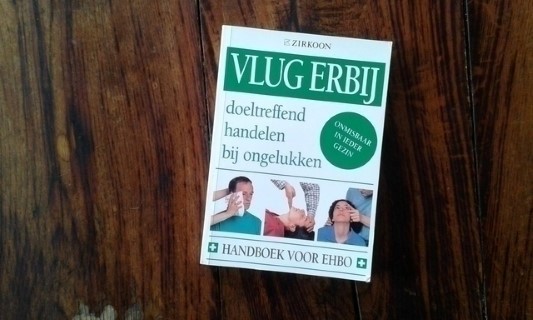 ZIRKOON
VLUG ERBIJ
doeltreffend
handelen
bij ongelukken
ONMISBAAR
IN IEDER
GEZIN
HANDBOEK VOOR EHBO